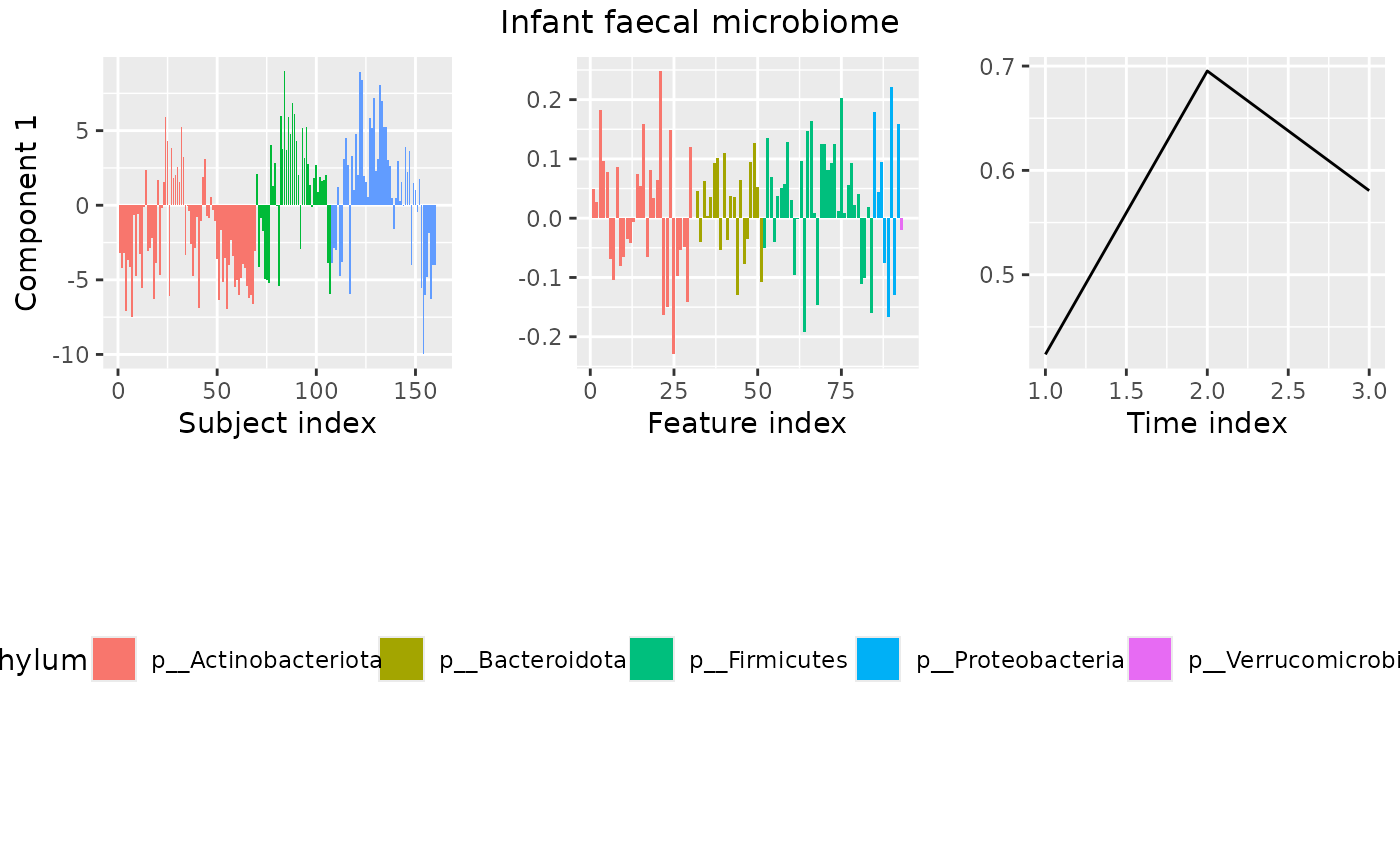 Infant faecal microbiome
Component 1
5
0
-5
-10
0 50 100 150
Subject index
0.2
0.1
0.0
-0.1
-0.2
0 25 50 75
Feature index
0.7
0.6
0.5
1.0 1.5 2.0 2.5 3.0
Time index
hylum p__Actinobacteriota p__Bacteroidota p__Firmicutes p__Proteobacteria p__Verrucomicrobi